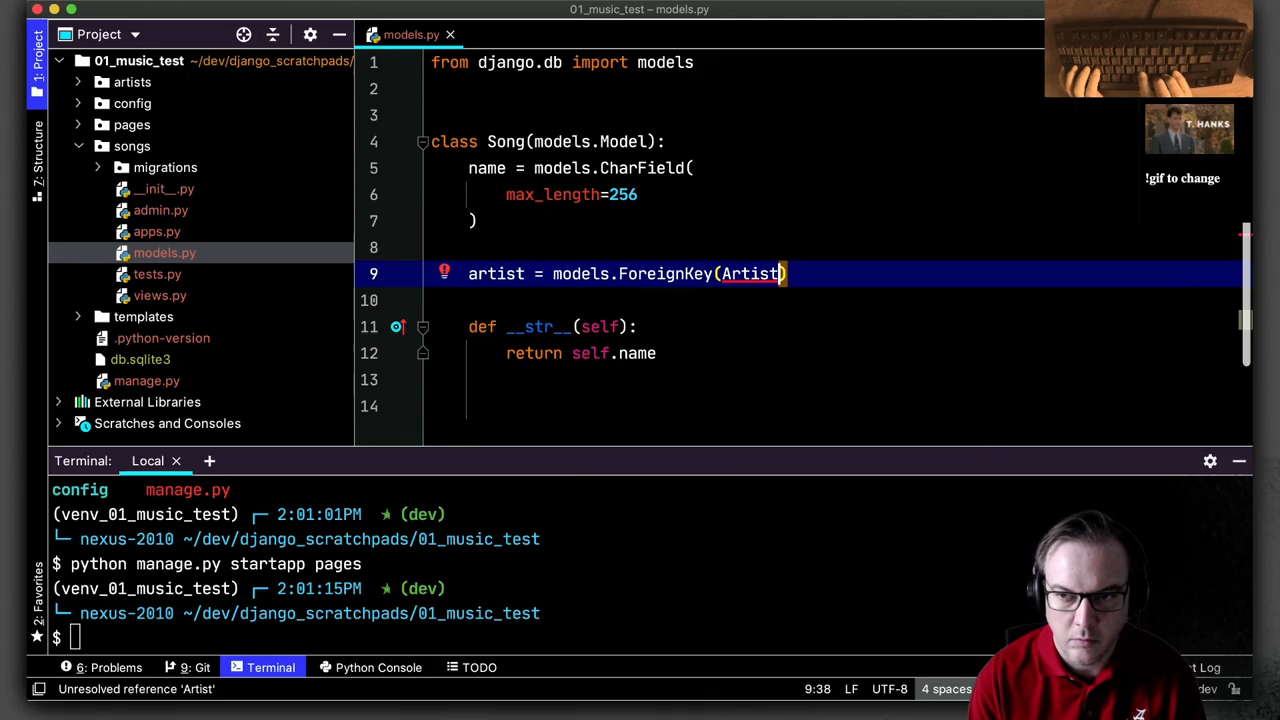 01_music_test – models.py
Project
models.py
1: Project
7: Structure
2: Favorites
01_music_test ~/dev/django_scratchpads/
artists
config
pages
songs
migrations
__init__.py
admin.py
apps.py
models.py
tests.py
views.py
templates
.python-version
db.sqlite3
manage.py
External Libraries
Scratches and Consoles
1 from django.db import models
2
3
4 class Song(models.Model):
5 name = models.CharField(
6 max_length=256
7 )
8
9 artist = models.ForeignKey(Artist)
10
11 def __str__(self):
12 return self.name
13
14
T. HANKS
!gif to change
Terminal: Local
config manage.py
(venv_01_music_test) 2:01:01PM ★ (dev)
nexus-2010 ~/dev/django_scratchpads/01_music_test
$ python manage.py startapp pages
(venv_01_music_test) 2:01:15PM ★ (dev)
nexus-2010 ~/dev/django_scratchpads/01_music_test
$
6: Problems 9: Git Terminal Python Console TODO t Log
Unresolved reference 'Artist' 9:38 LF UTF-8 4 spaces dev